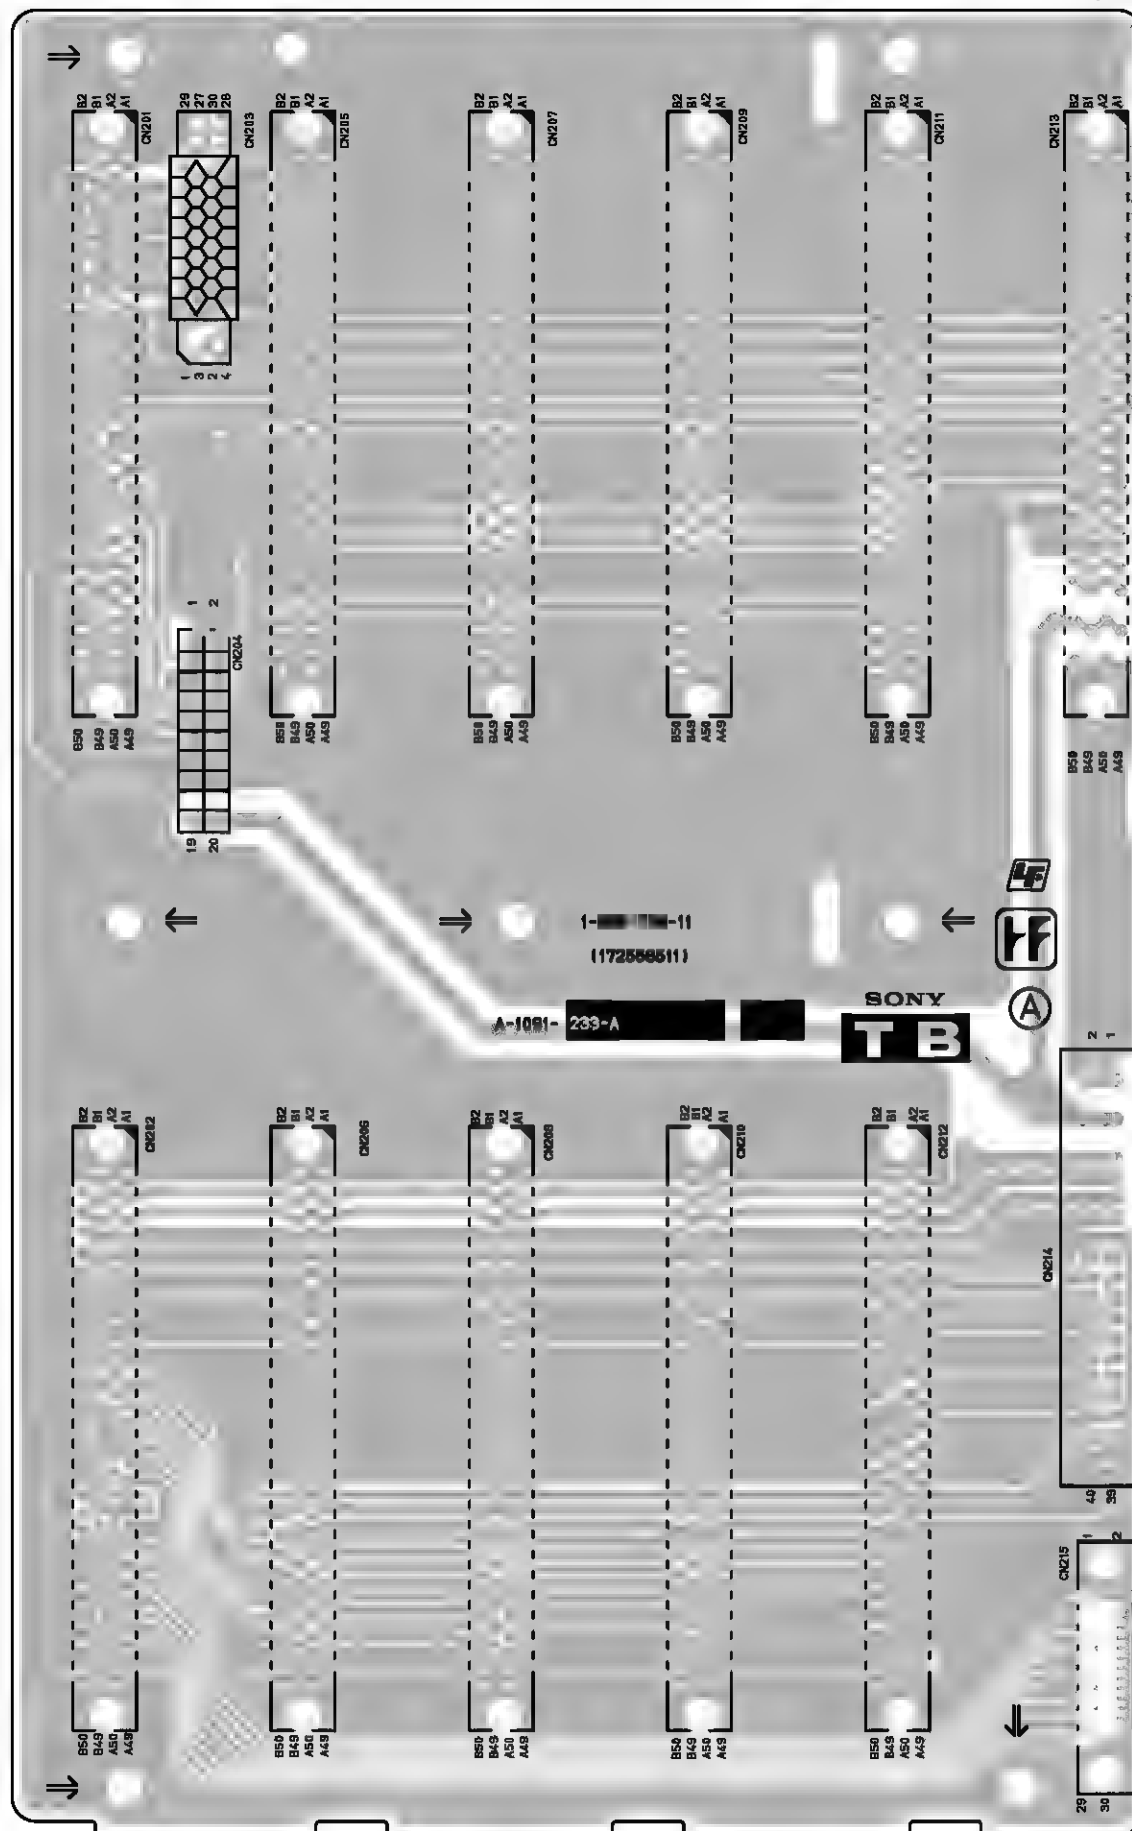 B2
B1
A2
A1
CN201
29
27
30
28
CN203
B2
B1
A2
A1
CN205
B2
B1
A2
A1
CN207
B2
B1
A2
A1
CN209
B2
B1
A2
A1
CN211
B2
B1
A2
A1
CN213
1
3
2
4
1
2
CN204
B50
B49
A50
A49
B50
B49
A50
A49
B50
B49
A50
A49
B50
B49
A50
A49
B50
B49
A50
A49
B50
B49
A50
A49
19
20
LF
1- -11
HF
(172556511)
SONY
A
A-1091- 233-A
T B
2
1
B2
B1
A2
A1
CN202
B2
B1
A2
A1
CN206
B2
B1
A2
A1
CN208
B2
B1
A2
A1
CN210
B2
B1
A2
A1
CN212
CN214
40
39
CN215
1
2
B50
B49
A50
A49
B50
B49
A50
A49
B50
B49
A50
A49
B50
B49
A50
A49
B50
B49
A50
A49
29
30